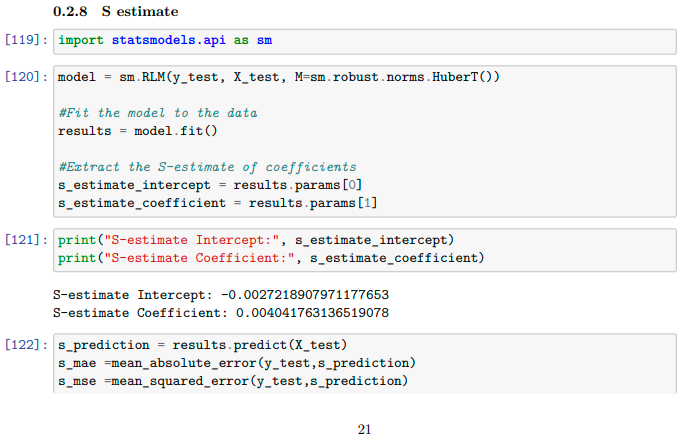 0.2.8 S estimate
[119]: import statsmodels.api as sm
[120]: model = sm.RLM(y_test, X_test, M=sm.robust.norms.HuberT())
#Fit the model to the data
results = model.fit()
#Extract the S-estimate of coefficients
s_estimate_intercept = results.params[0]
s_estimate_coefficient = results.params[1]
[121]: print("S-estimate Intercept:", s_estimate_intercept)
print("S-estimate Coefficient:", s_estimate_coefficient)
S-estimate Intercept: -0.0027218907971177653
S-estimate Coefficient: 0.004041763136519078
[122]: s_prediction = results.predict(X_test)
s_mae =mean_absolute_error(y_test,s_prediction)
s_mse =mean_squared_error(y_test,s_prediction)
21